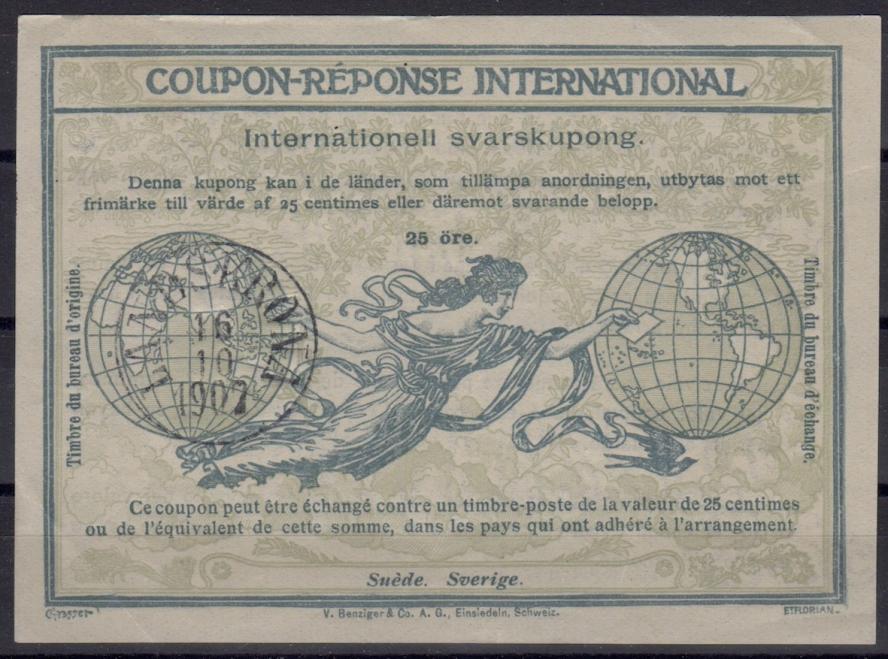 COUPON-RÉPONSE INTERNATIONAL
Internationell svarskupong.
Denna kupong kan i de länder, som tillämpa anordningen, utbytas mot ett
frimärke till värde af 25 centimes eller däremot svarande belopp.
25 öre.
Timbre du bureau d'origine.
LANDSKRONA
16
10
1907
Timbre du bureau d'échange.
Ce coupon peut être échangé contre un timbre-poste de la valeur de 25 centimes
ou de l'équivalent de cette somme, dans les pays qui ont adhéré à l'arrangement.
Suède. Sverige.
V. Benziger & Co. A. G., Einsiedeln, Schweiz.
ET.FLORIAN